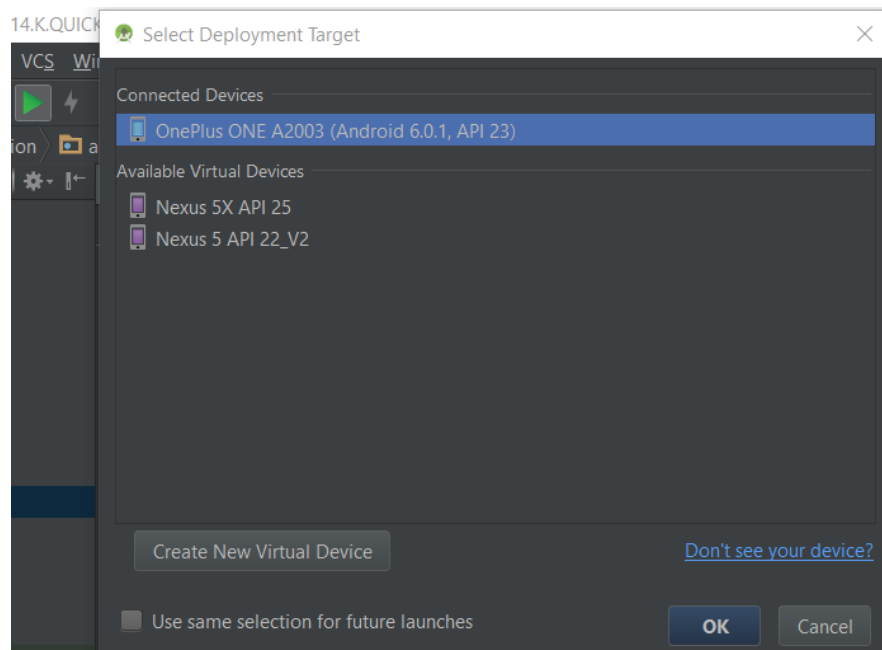 14.K.QUICK
Select Deployment Target
VCS Wi
Connected Devices
OnePlus ONE A2003 (Android 6.0.1, API 23)
ion a
Available Virtual Devices
Nexus 5X API 25
Nexus 5 API 22_V2
Create New Virtual Device
Don't see your device?
Use same selection for future launches
OK
Cancel